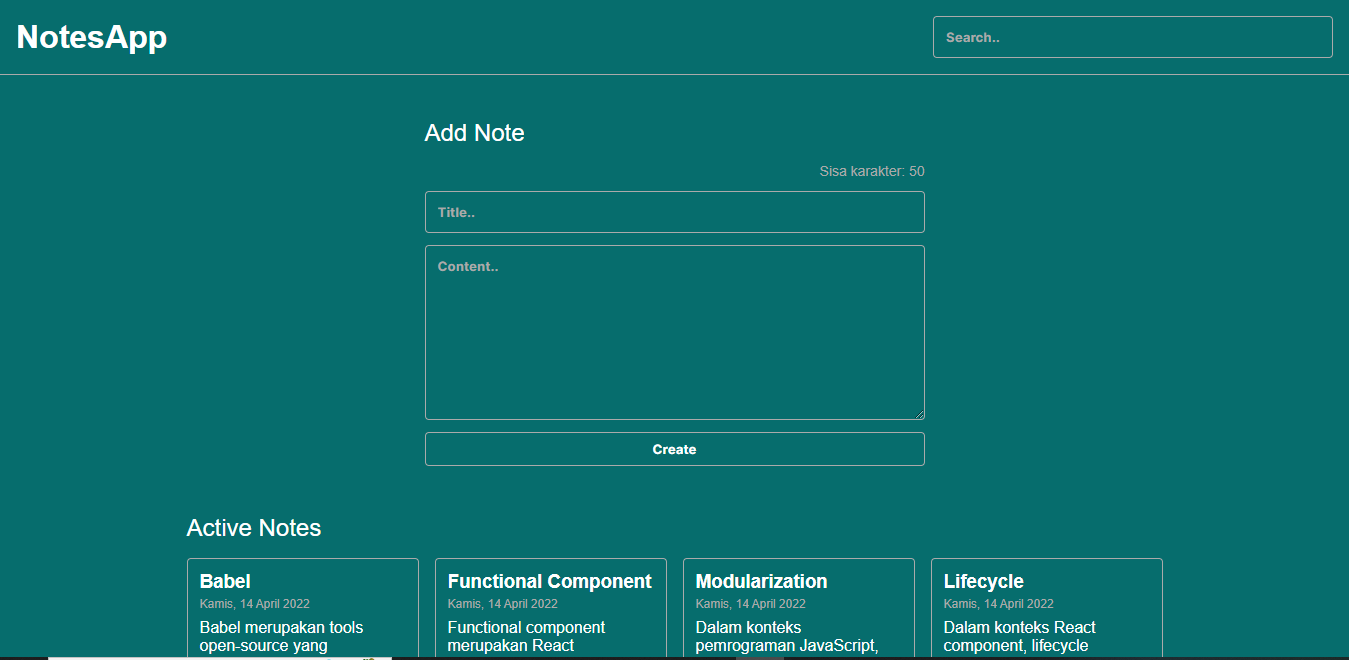 NotesApp
Search..
Add Note
Sisa karakter: 50
Title..
Content..
Create
Active Notes
Babel
Kamis, 14 April 2022
Babel merupakan tools
open-source yang
Functional Component
Kamis, 14 April 2022
Functional component
merupakan React
Modularization
Kamis, 14 April 2022
Dalam konteks
pemrograman JavaScript,
Lifecycle
Kamis, 14 April 2022
Dalam konteks React
component, lifecycle